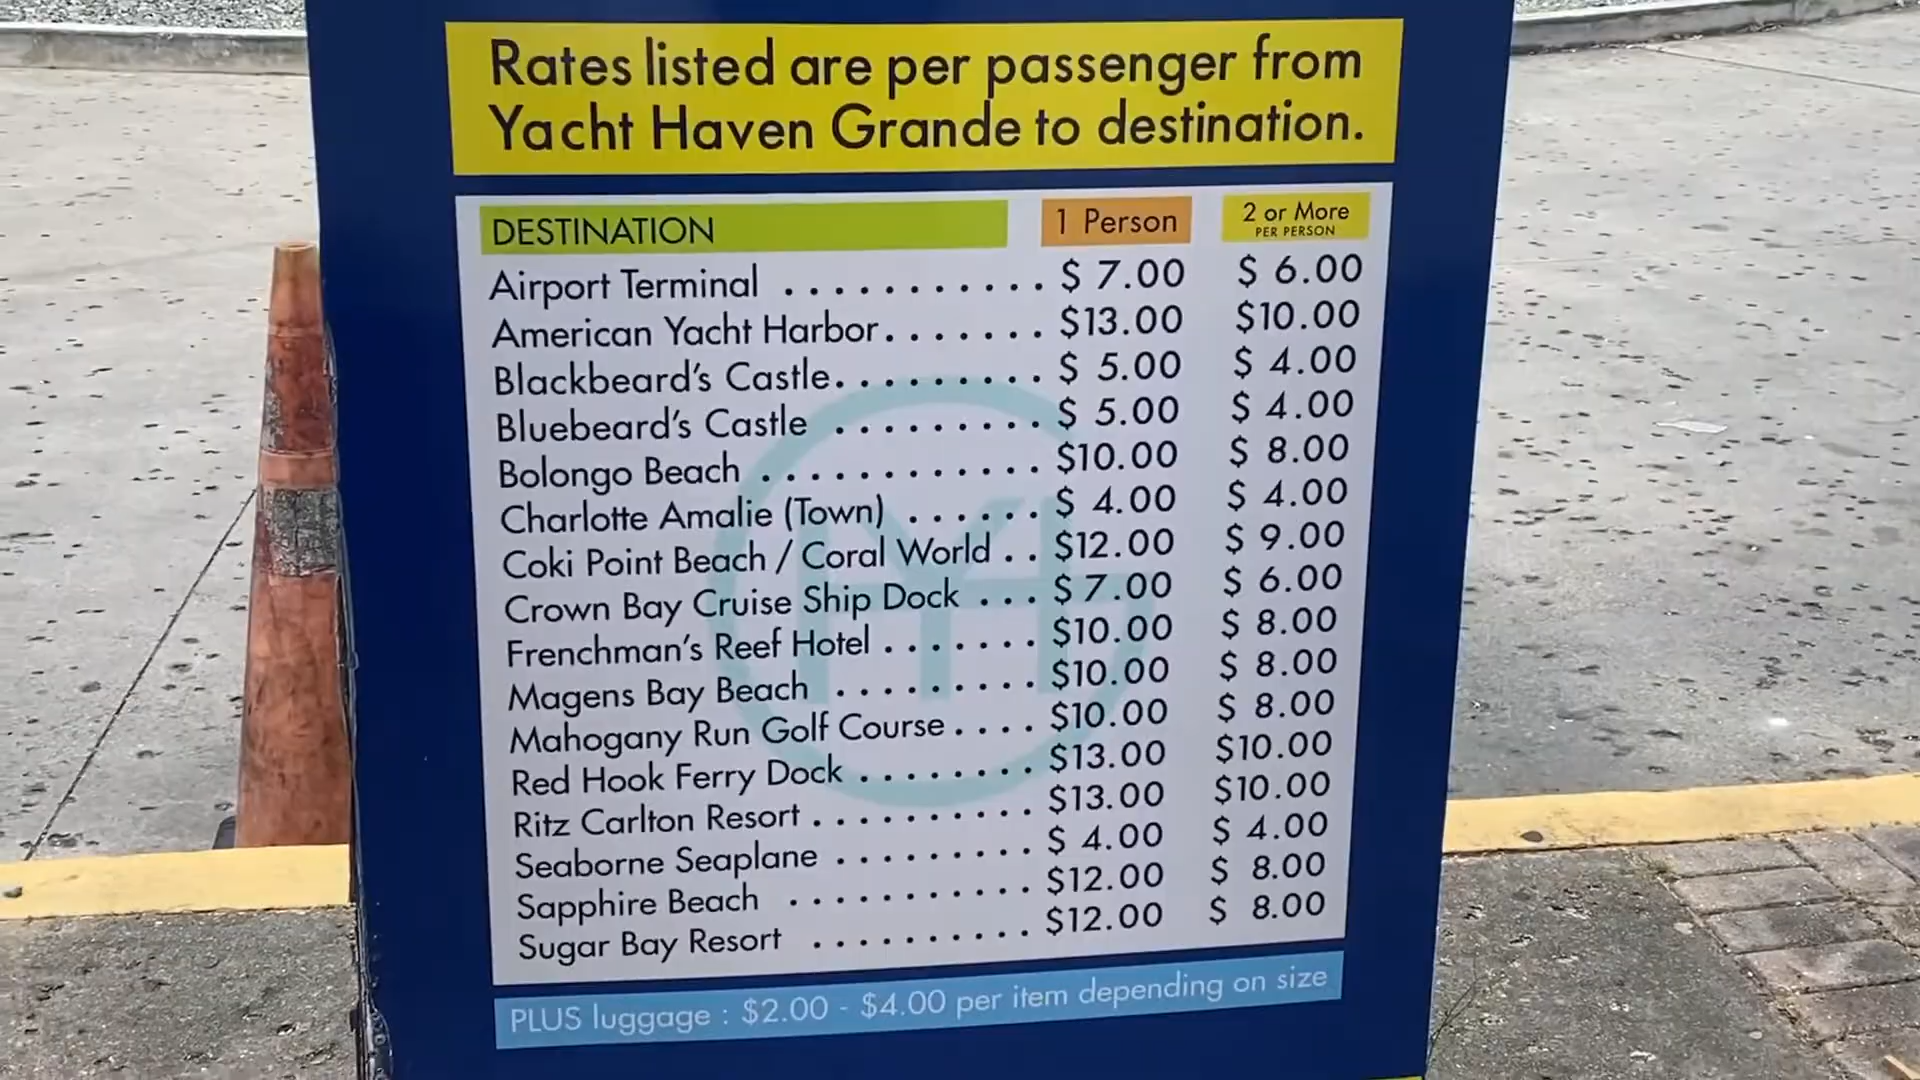 Rates listed are per passenger from
Yacht Haven Grande to destination.
DESTINATION 1 Person 2 or More PER PERSON
Airport Terminal . . . . . . . . . . . $ 7.00 $ 6.00
American Yacht Harbor. . . . . . . $13.00 $10.00
Blackbeard's Castle. . . . . . . . . $ 5.00 $ 4.00
Bluebeard's Castle . . . . . . . . . $ 5.00 $ 4.00
Bolongo Beach . . . . . . . . . . . . $10.00 $ 8.00
Charlotte Amalie (Town) . . . . . . $ 4.00 $ 4.00
Coki Point Beach / Coral World . . $12.00 $ 9.00
Crown Bay Cruise Ship Dock . . . $ 7.00 $ 6.00
Frenchman's Reef Hotel . . . . . . . $10.00 $ 8.00
Magens Bay Beach . . . . . . . . . $10.00 $ 8.00
Mahogany Run Golf Course . . . . $10.00 $ 8.00
Red Hook Ferry Dock . . . . . . . . $13.00 $10.00
Ritz Carlton Resort . . . . . . . . . . $13.00 $10.00
Seaborne Seaplane . . . . . . . . . $ 4.00 $ 4.00
Sapphire Beach . . . . . . . . . . . $12.00 $ 8.00
Sugar Bay Resort . . . . . . . . . . $12.00 $ 8.00
PLUS luggage : $2.00 - $4.00 per item depending on size